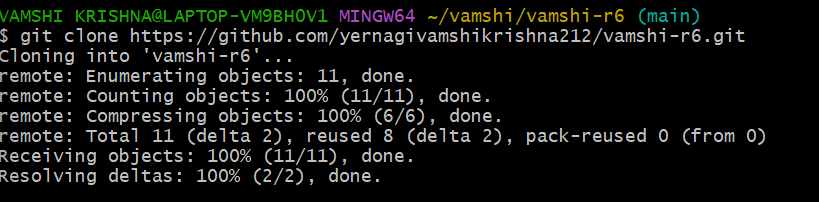 VAMSHI KRISHNA@LAPTOP-VM9BHOV1 MINGW64 ~/vamshi/vamshi-r6 (main)
$ git clone https://github.com/yernagivamshikrishna212/vamshi-r6.git
Cloning into 'vamshi-r6'...
remote: Enumerating objects: 11, done.
remote: Counting objects: 100% (11/11), done.
remote: Compressing objects: 100% (6/6), done.
remote: Total 11 (delta 2), reused 8 (delta 2), pack-reused 0 (from 0)
Receiving objects: 100% (11/11), done.
Resolving deltas: 100% (2/2), done.